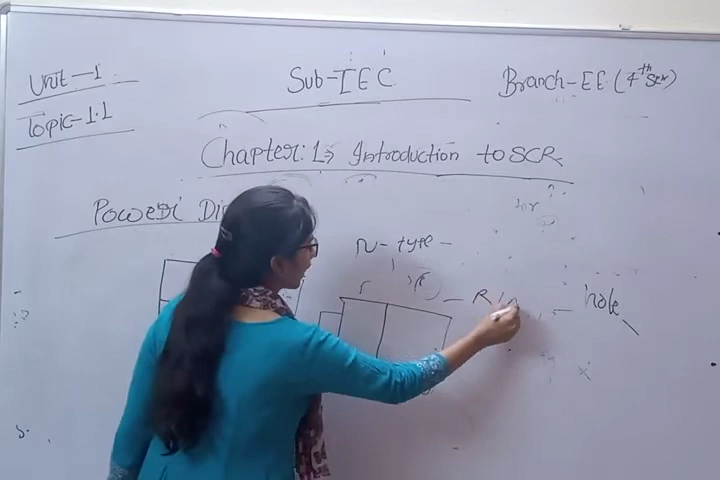 Unit-1
Sub-IEC
Branch-EE (4th Sem)
Topic-1.1
Chapter:1→ Introduction to SCR
Power Di
N-type-
hole